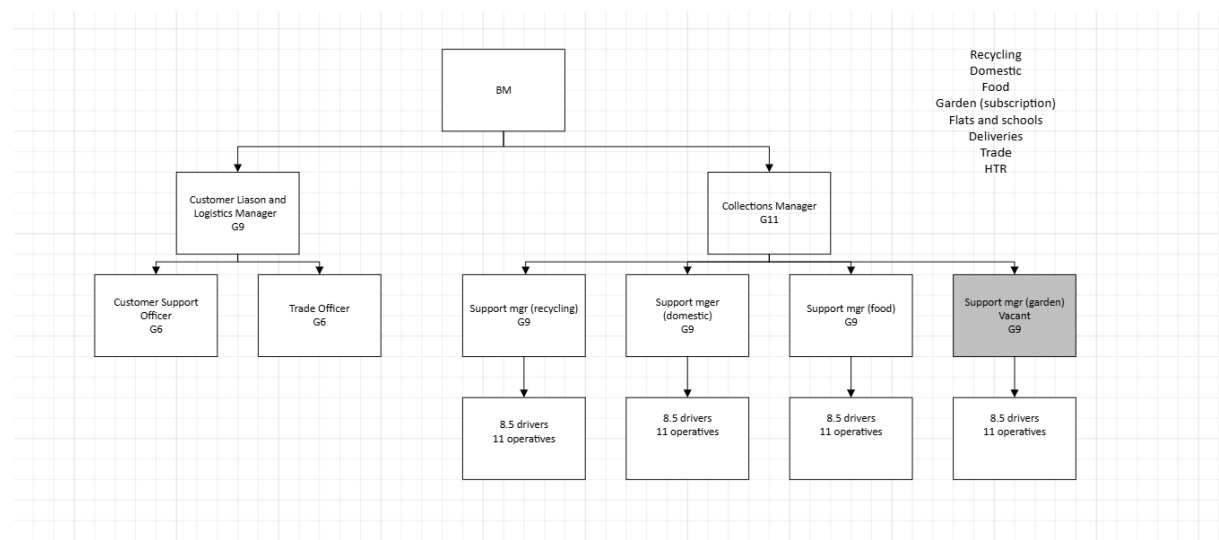 BM
Recycling
Domestic
Food
Garden (subscription)
Flats and schools
Deliveries
Trade
HTR
Customer Liason and
Logistics Manager
G9
Collections Manager
G11
Customer Support
Officer
G6
Trade Officer
G6
Support mgr (recycling)
G9
Support mger
(domestic)
G9
Support mgr (food)
G9
Support mgr (garden)
Vacant
G9
8.5 drivers
11 operatives
8.5 drivers
11 operatives
8.5 drivers
11 operatives
8.5 drivers
11 operatives